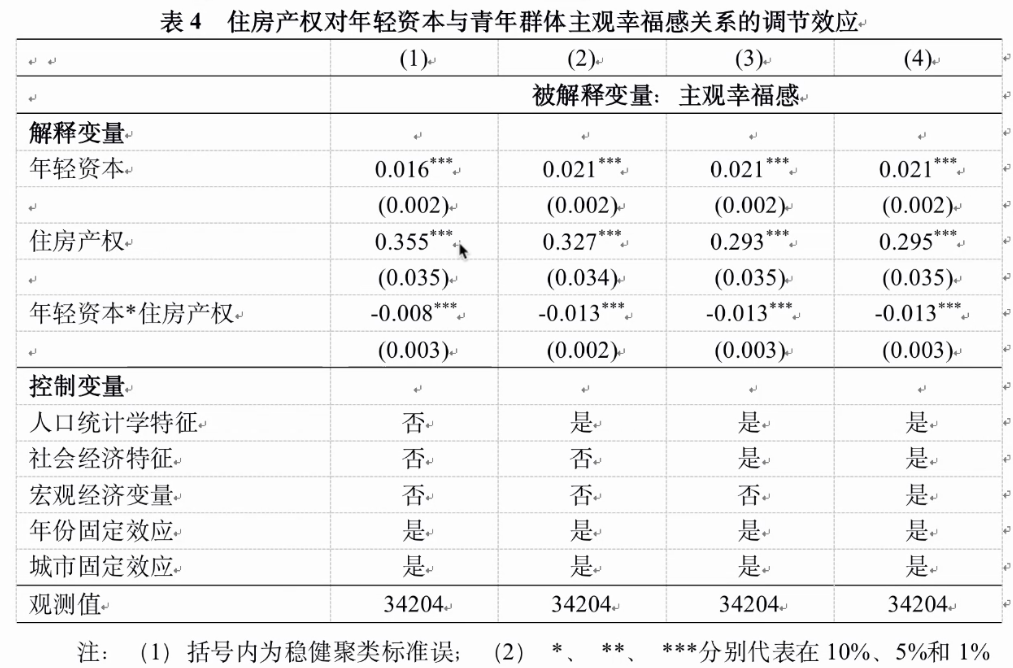 表 4 住房产权对年轻资本与青年群体主观幸福感关系的调节效应
(1) (2) (3) (4)
被解释变量：主观幸福感
解释变量
年轻资本 0.016*** 0.021*** 0.021*** 0.021***
(0.002) (0.002) (0.002) (0.002)
住房产权 0.355*** 0.327*** 0.293*** 0.295***
(0.035) (0.034) (0.035) (0.035)
年轻资本*住房产权 -0.008*** -0.013*** -0.013*** -0.013***
(0.003) (0.002) (0.003) (0.003)
控制变量
人口统计学特征 否 是 是 是
社会经济特征 否 否 是 是
宏观经济变量 否 否 否 是
年份固定效应 是 是 是 是
城市固定效应 是 是 是 是
观测值 34204 34204 34204 34204
注：（1）括号内为稳健聚类标准误；（2）*、**、***分别代表在 10%、5%和 1%